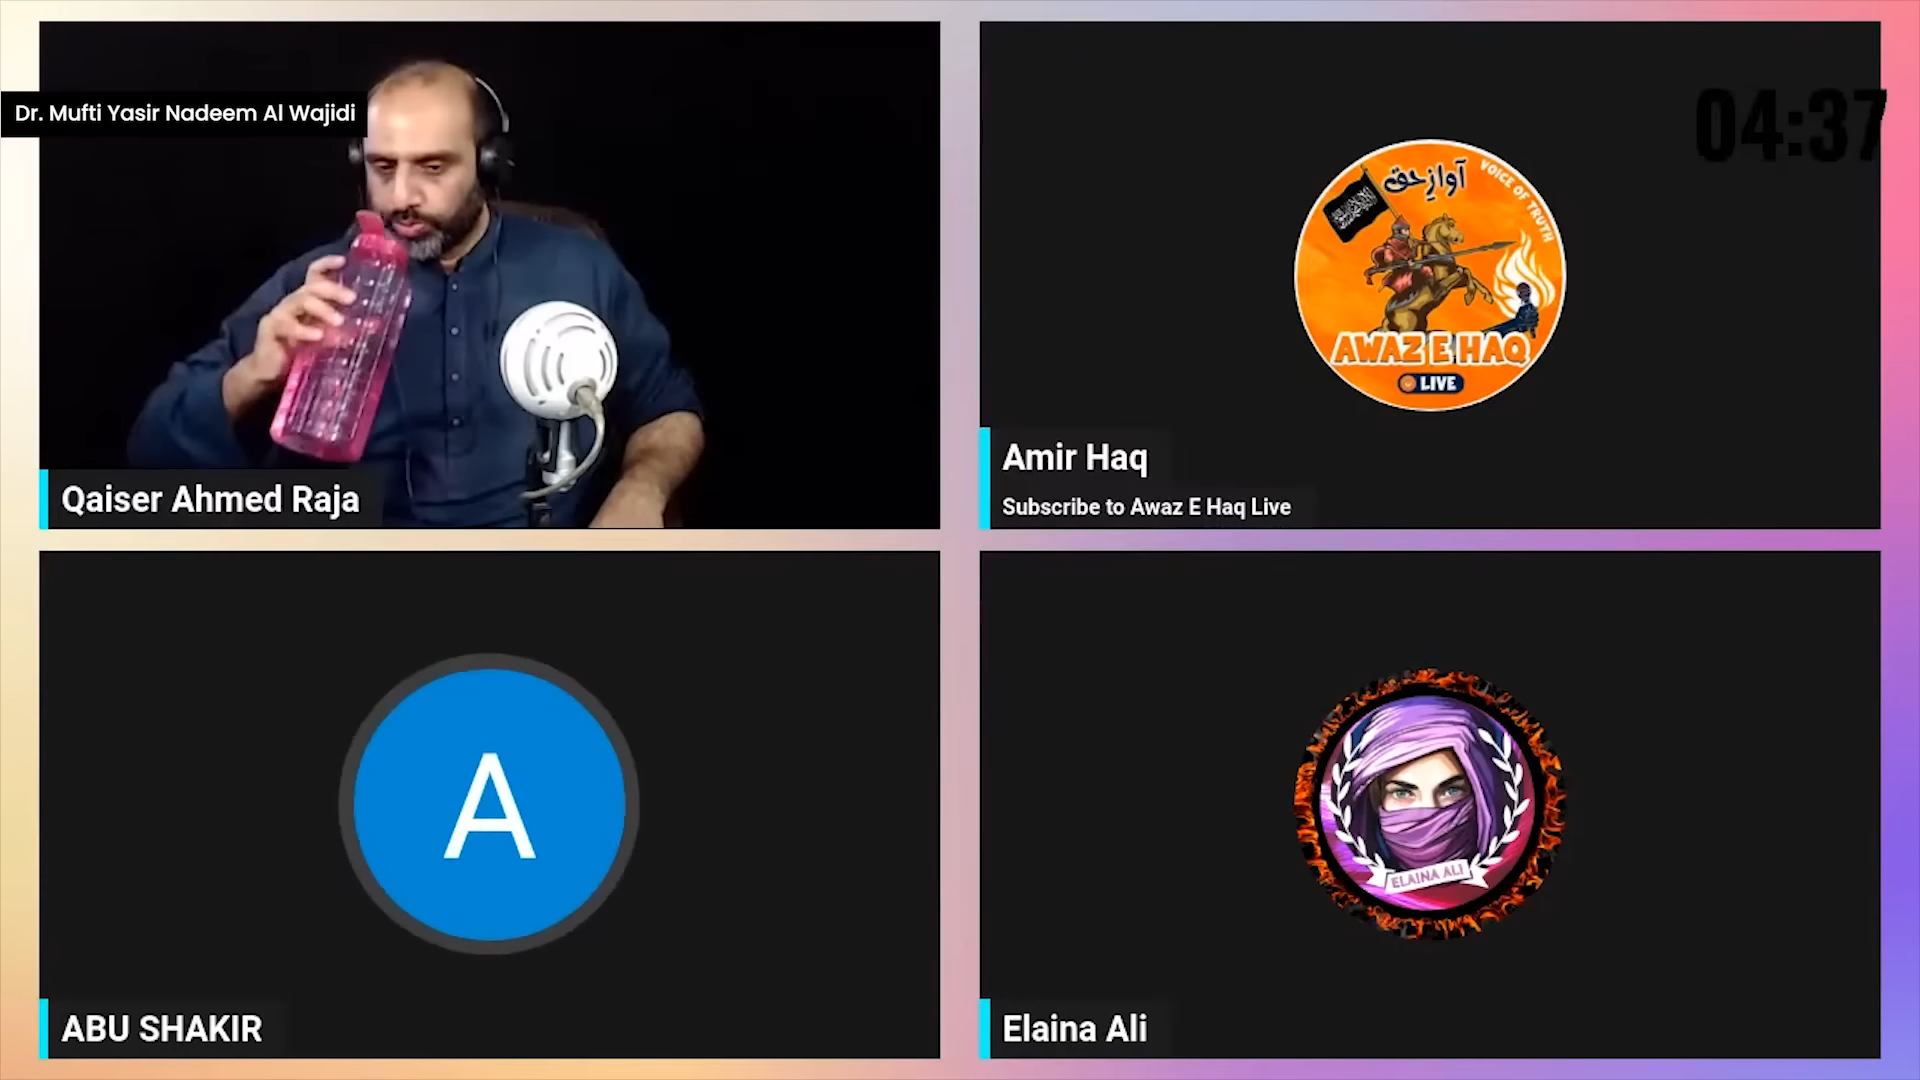 Dr. Mufti Yasir Nadeem Al Wajidi
Qaiser Ahmed Raja
04:37
آوازِ حق
VOICE OF TRUTH
AWAZ E HAQ
LIVE
Amir Haq
Subscribe to Awaz E Haq Live
A
ABU SHAKIR
ELAINA ALI
Elaina Ali